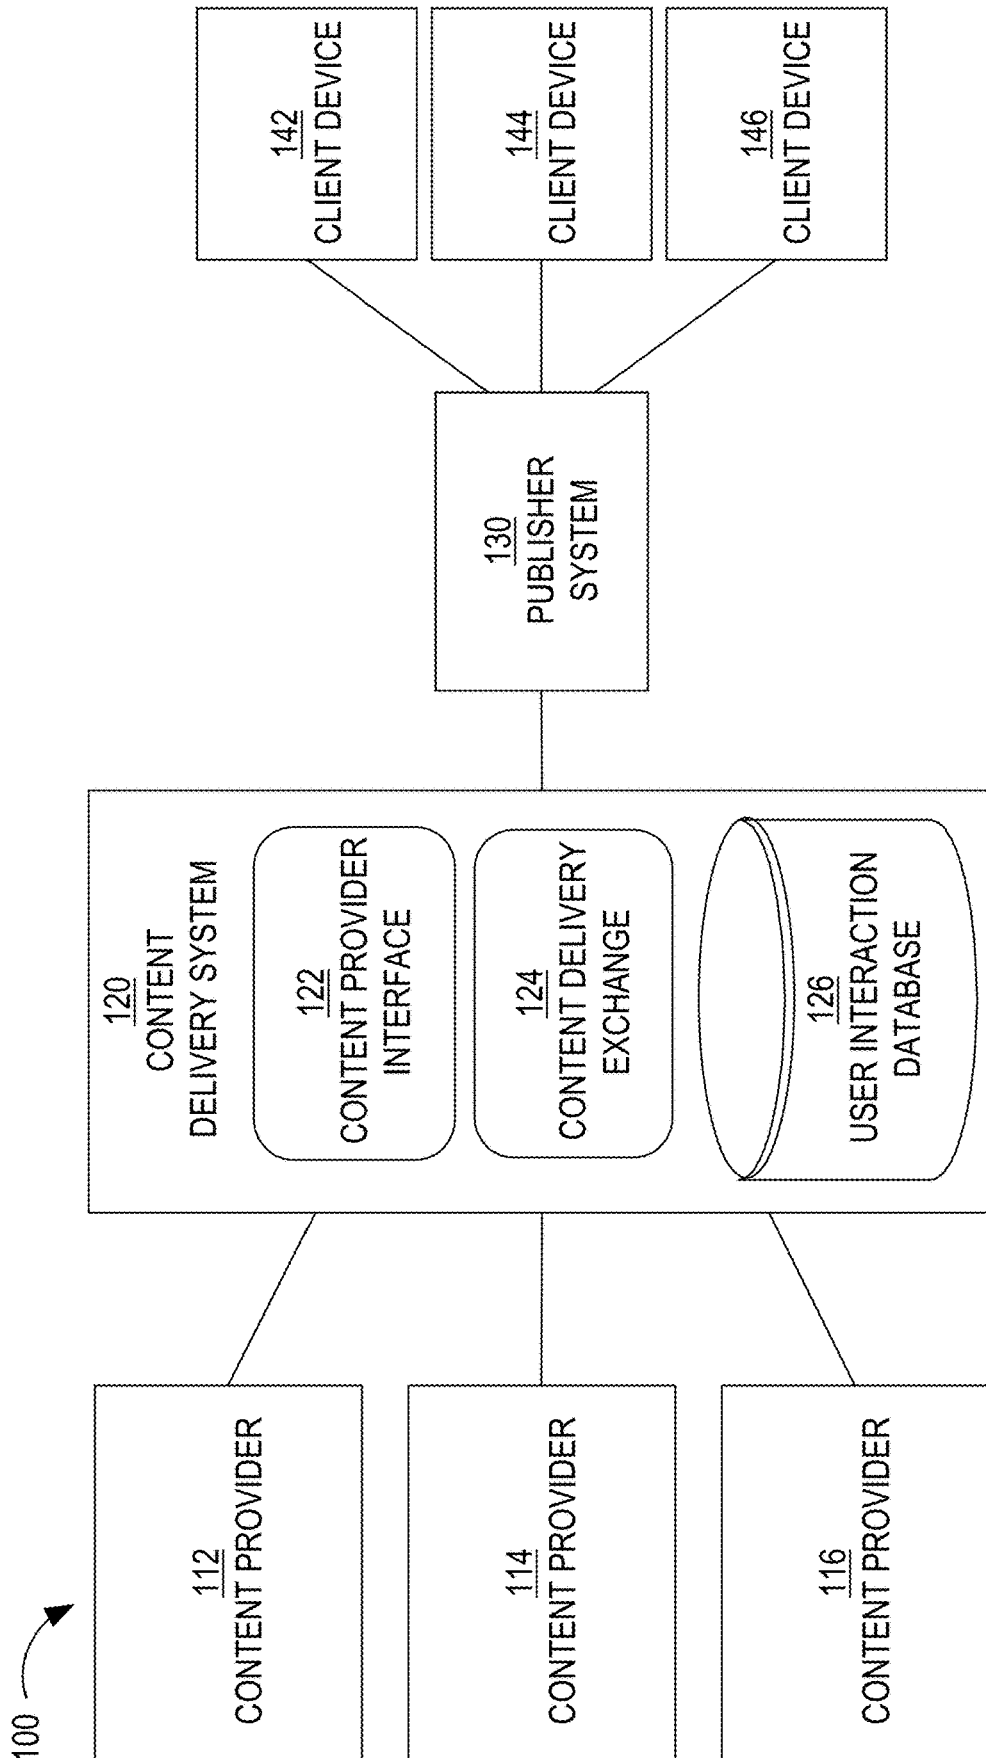 100
112
CONTENT PROVIDER
114
CONTENT PROVIDER
116
CONTENT PROVIDER
120
CONTENT
DELIVERY SYSTEM
122
CONTENT PROVIDER
INTERFACE
124
CONTENT DELIVERY
EXCHANGE
126
USER INTERACTION
DATABASE
130
PUBLISHER
SYSTEM
142
CLIENT DEVICE
144
CLIENT DEVICE
146
CLIENT DEVICE